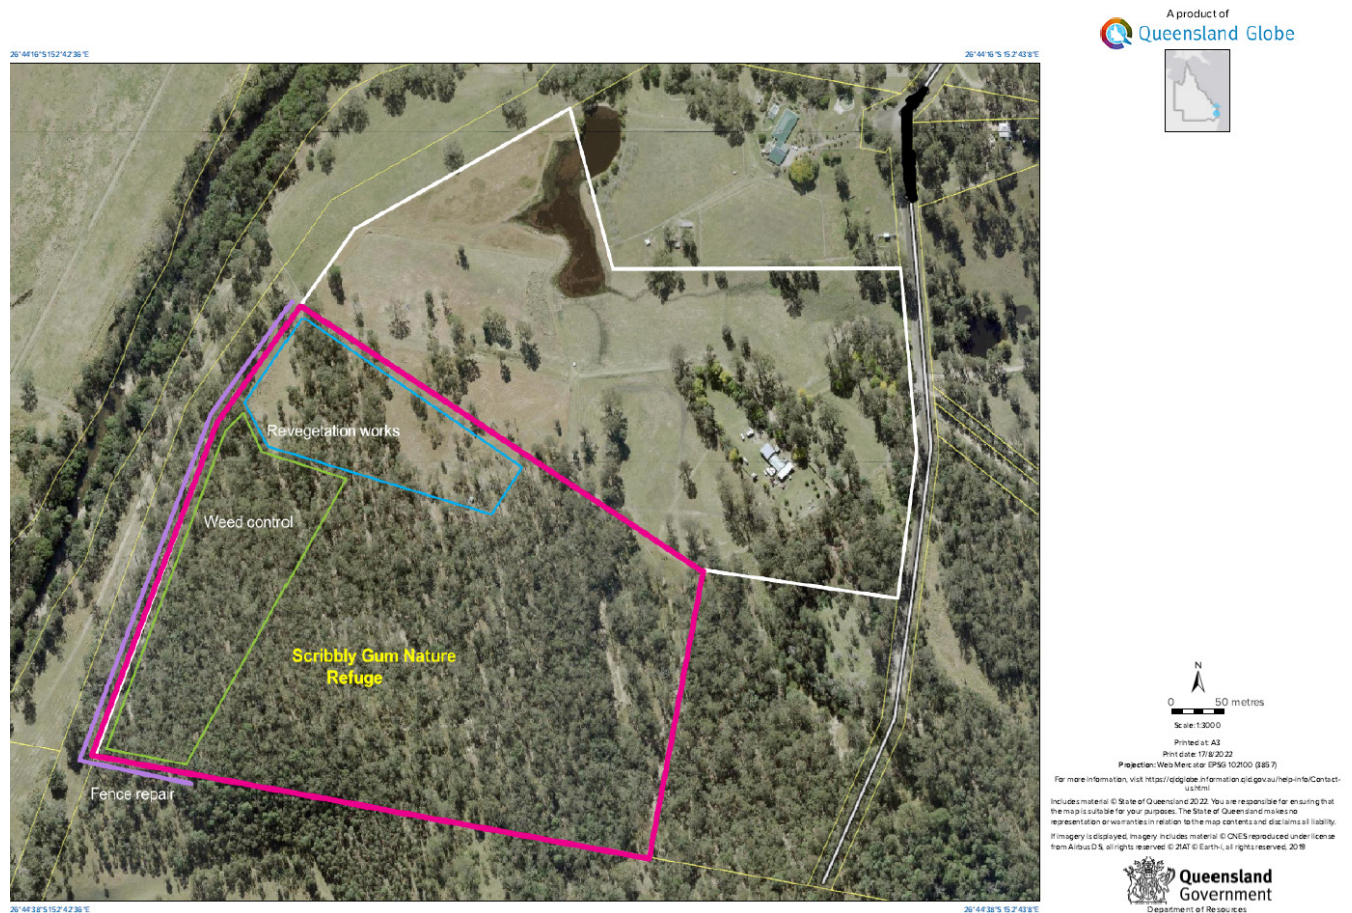 A product of
Queensland Globe
26°44'16"S 152°42'36"E
26°44'16"S 152°43'8"E
Revegetation works
Weed control
Scribbly Gum Nature
Refuge
Fence repair
26°44'38"S 152°42'36"E
26°44'38"S 152°43'8"E
N
0 50 metres
Scale: 1:3000
Printed at: A3
Print date: 17/8/2022
Projection: Web Mercator EPSG 102100 (3857)
For more information, visit https://qldglobe.information.qld.gov.au/help-info/Contact-
us.html
Includes material © State of Queensland 2022. You are responsible for ensuring that
the map is suitable for your purposes. The State of Queensland makes no
representation or warranties in relation to the map contents and disclaims all liability.
If imagery is displayed, imagery includes material © CNES reproduced under license
from Airbus DS, all rights reserved © 21AT © Earth-i, all rights reserved, 2019
Queensland
Government
Department of Resources